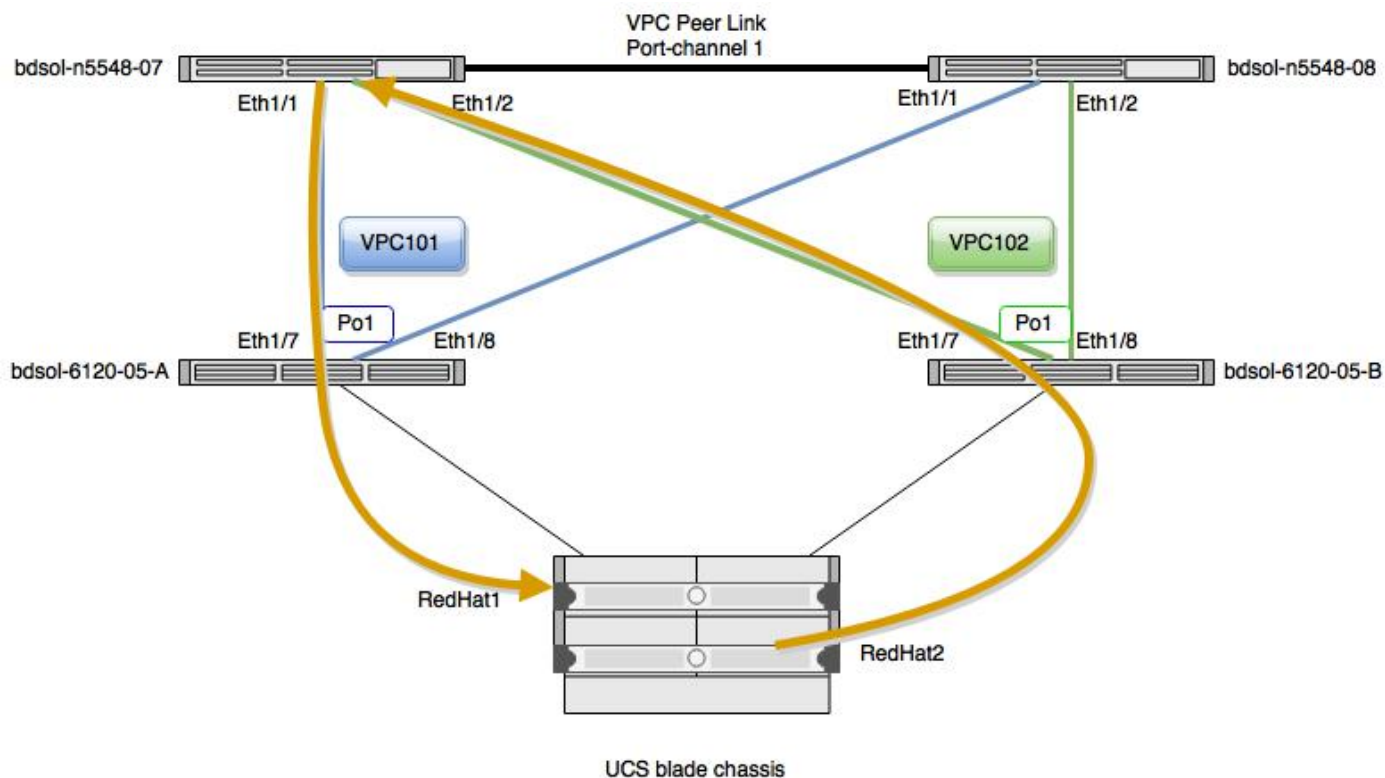 VPC Peer Link
Port-channel 1
bdsol-n5548-07
bdsol-n5548-08
Eth1/1
Eth1/2
Eth1/1
Eth1/2
VPC101
VPC102
Po1
Po1
Eth1/7
Eth1/8
Eth1/7
Eth1/8
bdsol-6120-05-A
bdsol-6120-05-B
RedHat1
RedHat2
UCS blade chassis